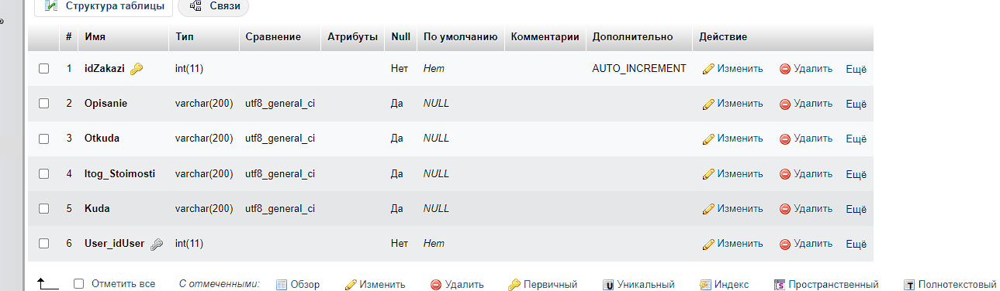 Структура таблицы Связи
# Имя Тип Сравнение Атрибуты Null По умолчанию Комментарии Дополнительно Действие
1 idZakazi int(11) Нет Нет AUTO_INCREMENT Изменить Удалить Ещё
2 Opisanie varchar(200) utf8_general_ci Да NULL Изменить Удалить Ещё
3 Otkuda varchar(200) utf8_general_ci Да NULL Изменить Удалить Ещё
4 Itog_Stoimosti varchar(200) utf8_general_ci Да NULL Изменить Удалить Ещё
5 Kuda varchar(200) utf8_general_ci Да NULL Изменить Удалить Ещё
6 User_idUser int(11) Нет Нет Изменить Удалить Ещё
Отметить все С отмеченными: Обзор Изменить Удалить Первичный Уникальный Индекс Пространственный Полнотекстовый